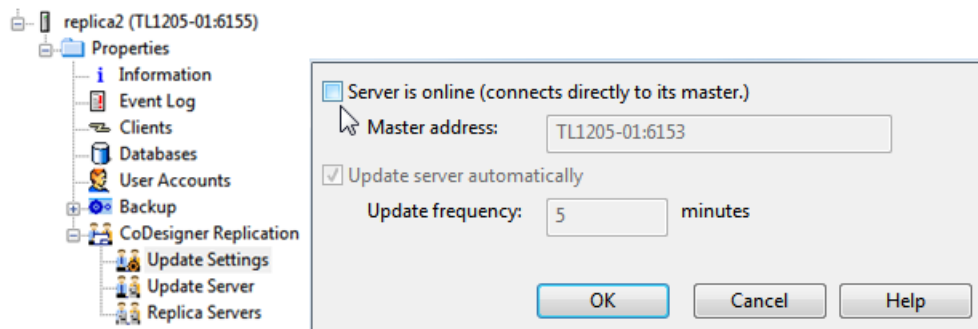 replica2 (TL1205-01:6155)
Properties
Information
Event Log
Clients
Databases
User Accounts
Backup
CoDesigner Replication
Update Settings
Update Server
Replica Servers
Server is online (connects directly to its master.)
Master address: TL1205-01:6153
Update server automatically
Update frequency: 5 minutes
OK Cancel Help